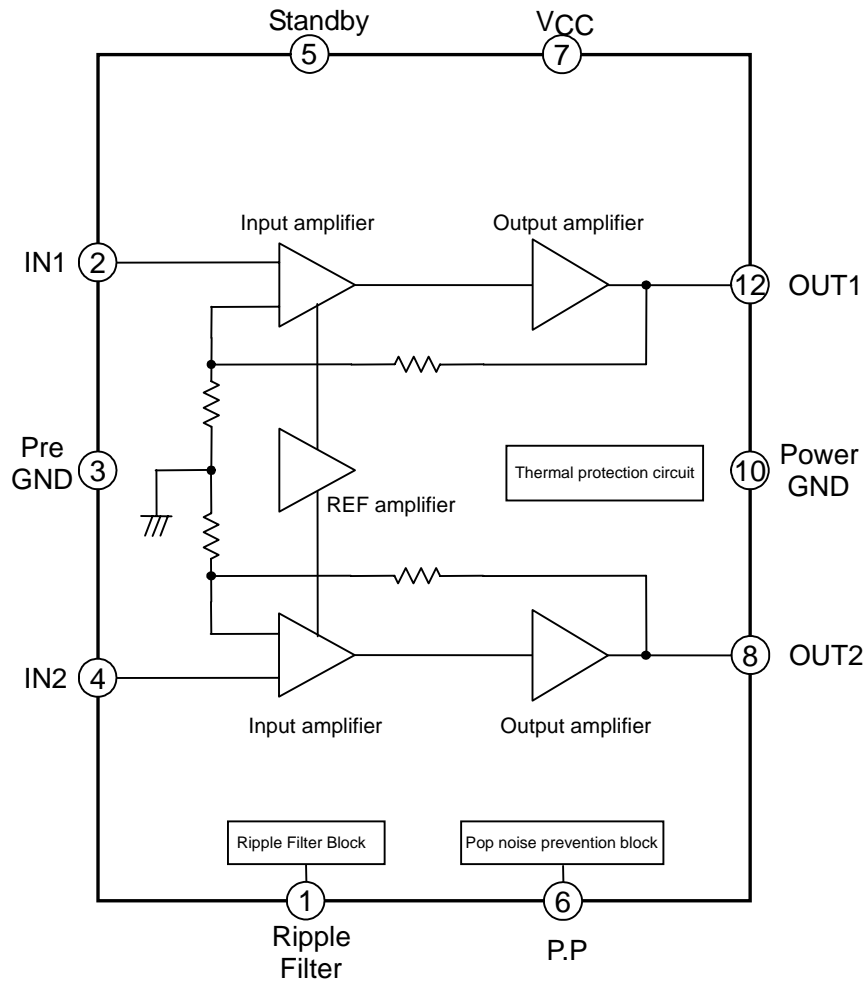 Standby
VCC
5
7
Input amplifier
Output amplifier
IN1
2
12
OUT1
Pre
GND
3
Thermal protection circuit
10
Power
GND
REF amplifier
IN2
4
8
OUT2
Input amplifier
Output amplifier
Ripple Filter Block
Pop noise prevention block
1
6
Ripple
Filter
P.P